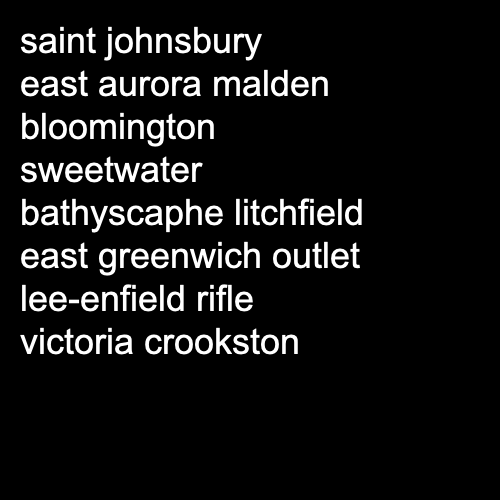 saint johnsbury
east aurora malden
bloomington
sweetwater
bathyscaphe litchfield
east greenwich outlet
lee-enfield rifle
victoria crookston